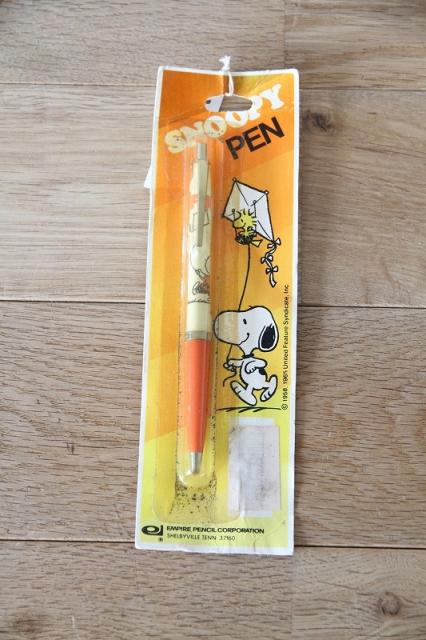 SNOOPY
PEN
© 1958 1965 United Feature Syndicate, Inc
EMPIRE PENCIL CORPORATION
SHELBYVILLE TENN 37160